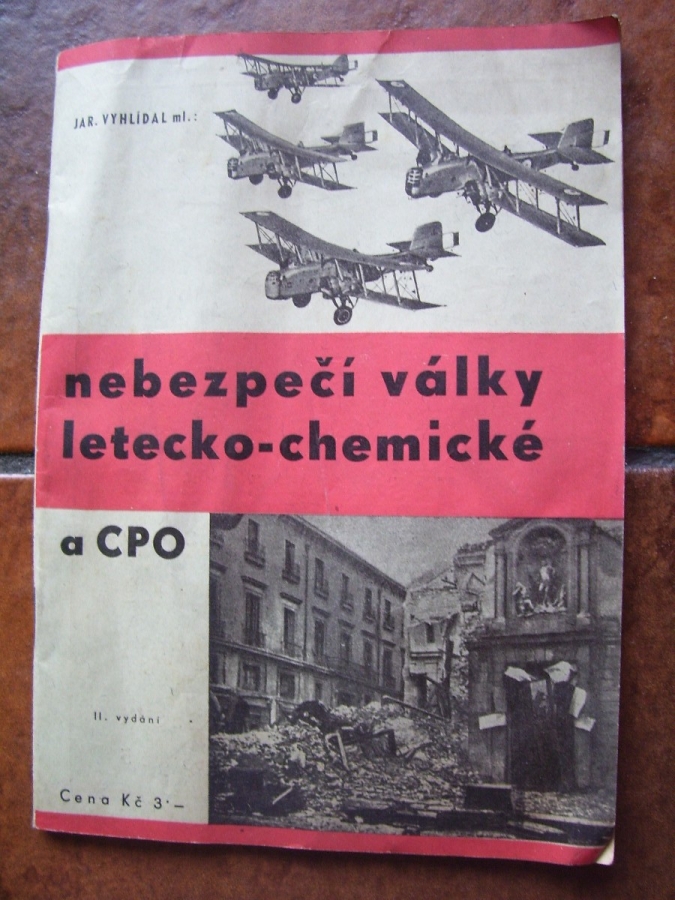 JAR. VYHLÍDAL ml.:
nebezpečí války
letecko-chemické
a CPO
II. vydání
Cena Kč 3·—